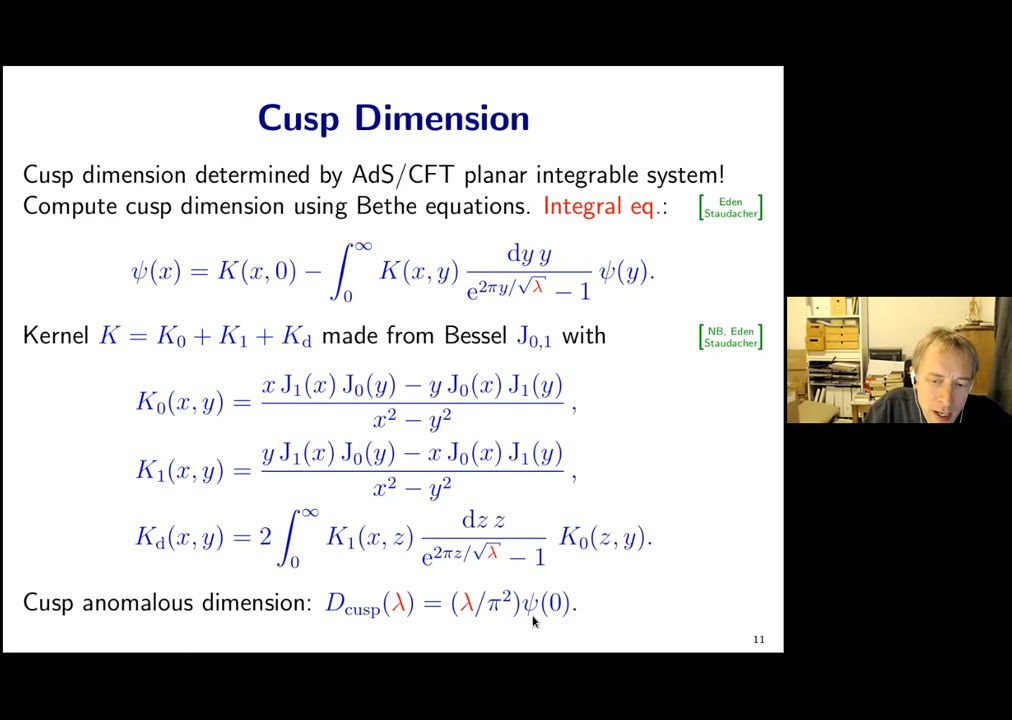 Cusp Dimension
Cusp dimension determined by AdS/CFT planar integrable system!
Compute cusp dimension using Bethe equations. Integral eq.: [Eden Staudacher]
ψ(x) = K(x, 0) − ∫₀^∞ K(x, y) dy y / (e^{2πy/√λ} − 1) ψ(y).
Kernel K = K₀ + K₁ + K_d made from Bessel J₀,₁ with [NB, Eden Staudacher]
K₀(x, y) = (x J₁(x) J₀(y) − y J₀(x) J₁(y)) / (x² − y²) ,
K₁(x, y) = (y J₁(x) J₀(y) − x J₀(x) J₁(y)) / (x² − y²) ,
K_d(x, y) = 2 ∫₀^∞ K₁(x, z) dz z / (e^{2πz/√λ} − 1) K₀(z, y).
Cusp anomalous dimension: D_cusp(λ) = (λ/π²)ψ(0).
11